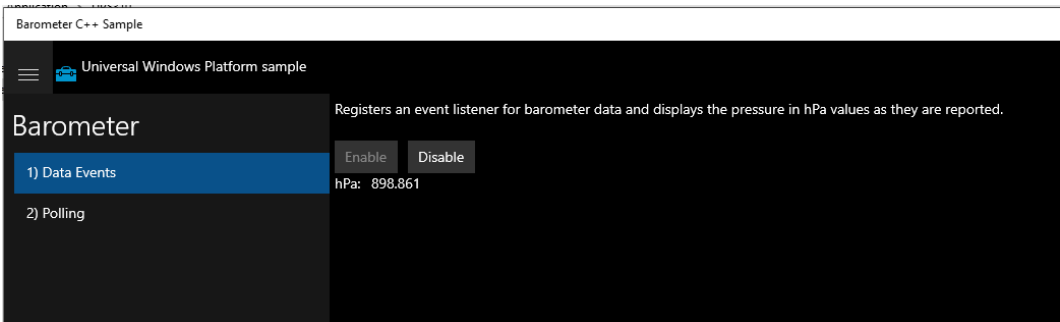 Barometer C++ Sample
Universal Windows Platform sample
Barometer
1) Data Events
2) Polling
Registers an event listener for barometer data and displays the pressure in hPa values as they are reported.
Enable Disable
hPa: 898.861